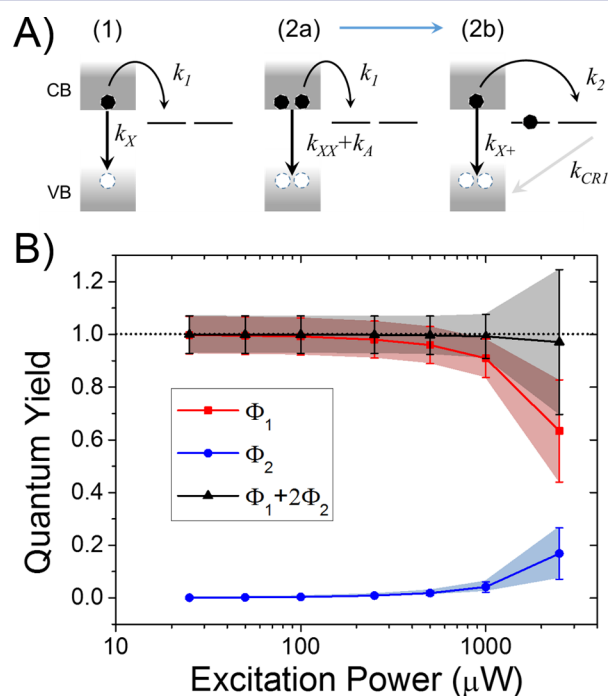 A) (1) (2a) (2b)
CB k1 k1 k2
kX kXX+kA kX+
VB kCR1
B)
1.2
1.0
0.8
0.6
0.4
0.2
0.0
Quantum Yield
Φ1
Φ2
Φ1+2Φ2
10 100 1000
Excitation Power (μW)